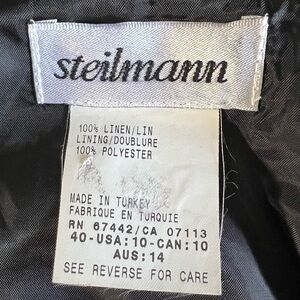 steilmann
100% LINEN/LIN
LINING/DOUBLURE
100% POLYESTER
MADE IN TURKEY
FABRIQUE EN TURQUIE
RN 67442/CA 07113
40-USA:10-CAN:10
AUS:14
SEE REVERSE FOR CARE